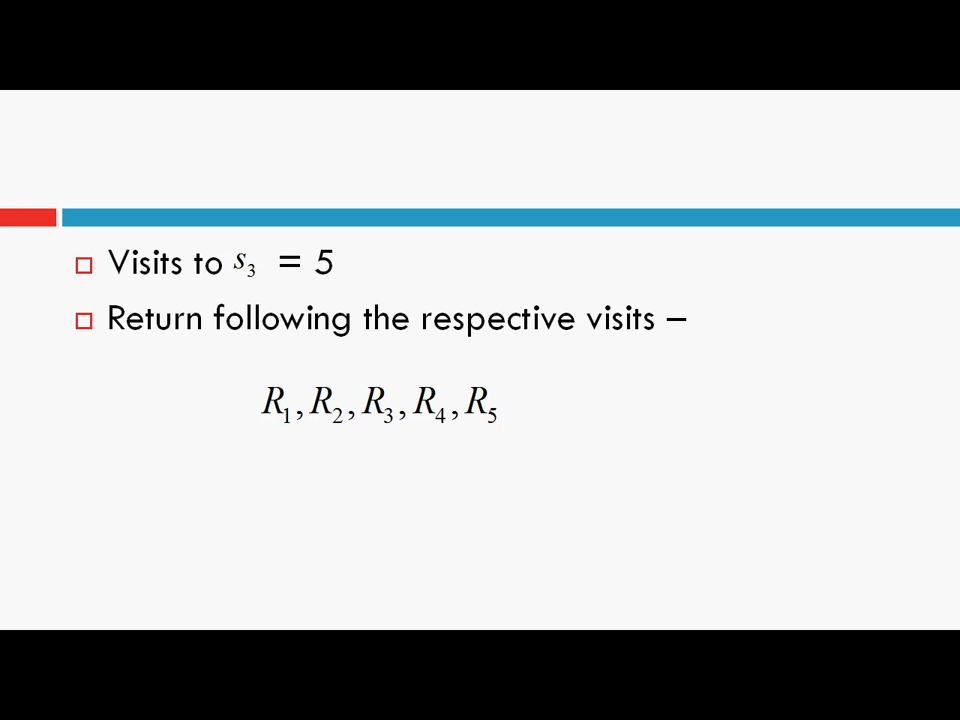 Visits to s₃ = 5
Return following the respective visits –
R₁, R₂, R₃, R₄, R₅